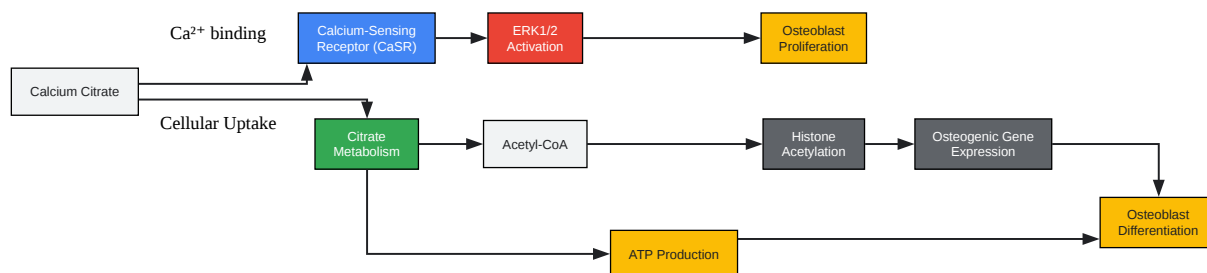 Ca²⁺ binding
Calcium-Sensing
Receptor (CaSR)
ERK1/2
Activation
Osteoblast
Proliferation
Calcium Citrate
Cellular Uptake
Citrate
Metabolism
Acetyl-CoA
Histone
Acetylation
Osteogenic Gene
Expression
Osteoblast
Differentiation
ATP Production